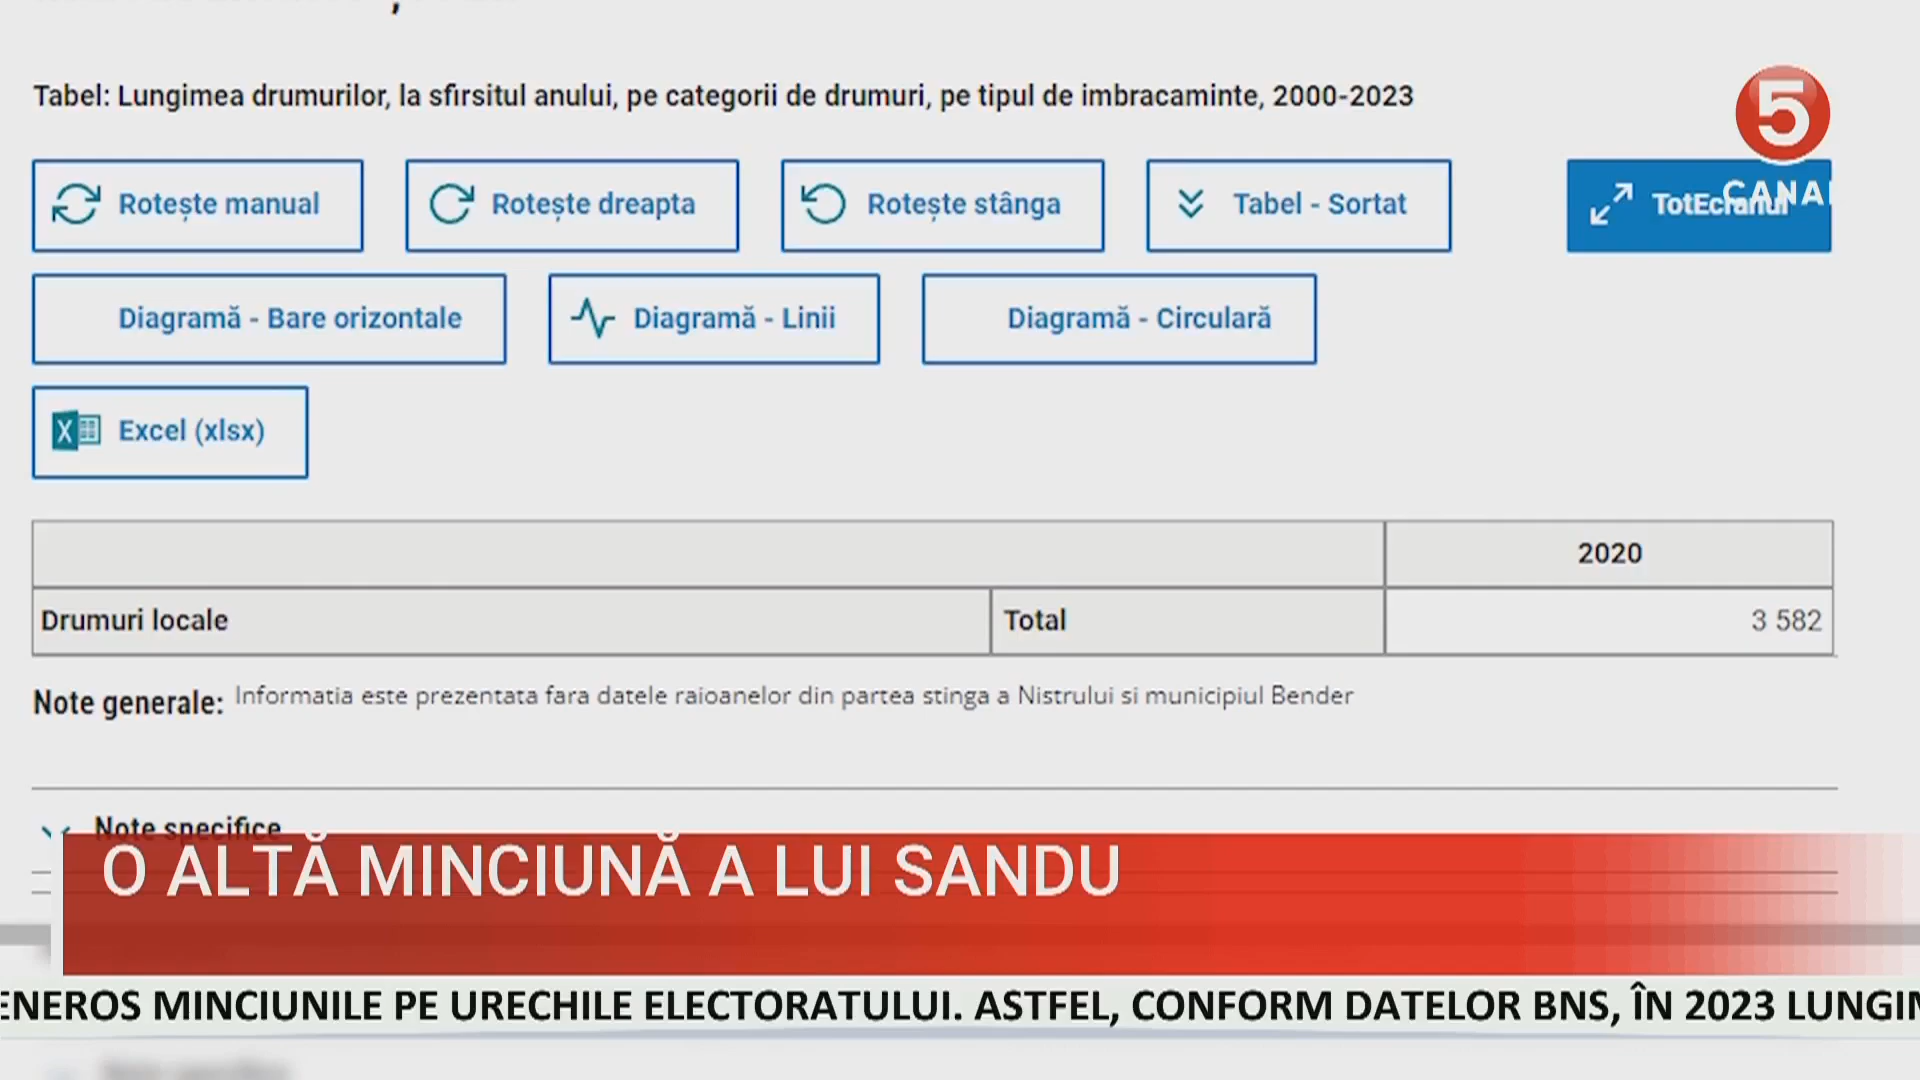 Tabel: Lungimea drumurilor, la sfirsitul anului, pe categorii de drumuri, pe tipul de imbracaminte, 2000-2023
5
CANAL
Rotește manual
Rotește dreapta
Rotește stânga
Tabel - Sortat
TotEcranul
Diagramă - Bare orizontale
Diagramă - Linii
Diagramă - Circulară
Excel (xlsx)
2020
Drumuri locale Total 3 582
Note generale: Informatia este prezentata fara datele raioanelor din partea stinga a Nistrului si municipiul Bender
Note specifice
O ALTĂ MINCIUNĂ A LUI SANDU
ENEROS MINCIUNILE PE URECHILE ELECTORATULUI. ASTFEL, CONFORM DATELOR BNS, ÎN 2023 LUNGIM